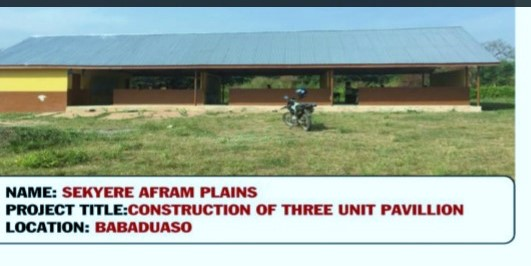 NAME: SEKYERE AFRAM PLAINS
PROJECT TITLE:CONSTRUCTION OF THREE UNIT PAVILLION
LOCATION: BABADUASO